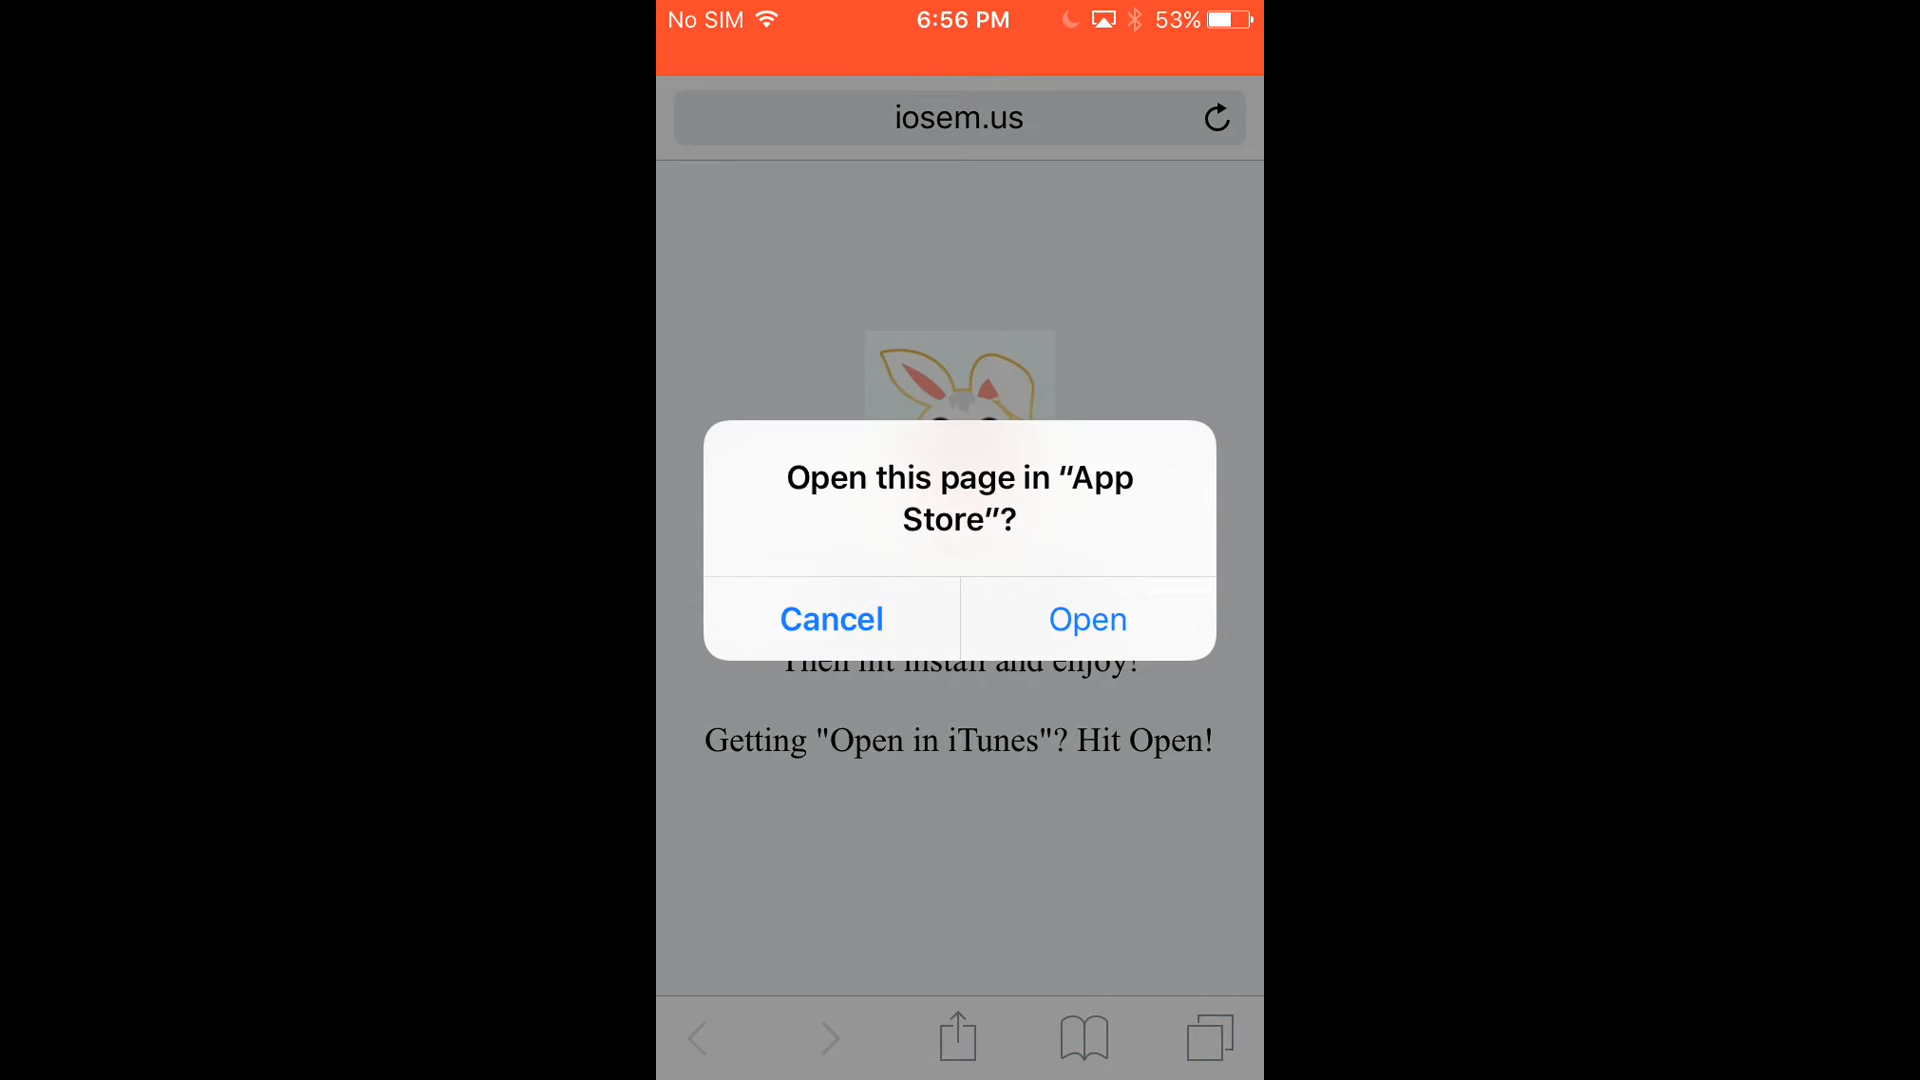 No SIM 6:56 PM 53%
iosem.us
Open this page in “App
Store”?
Cancel Open
Then hit install and enjoy!
Getting "Open in iTunes"? Hit Open!